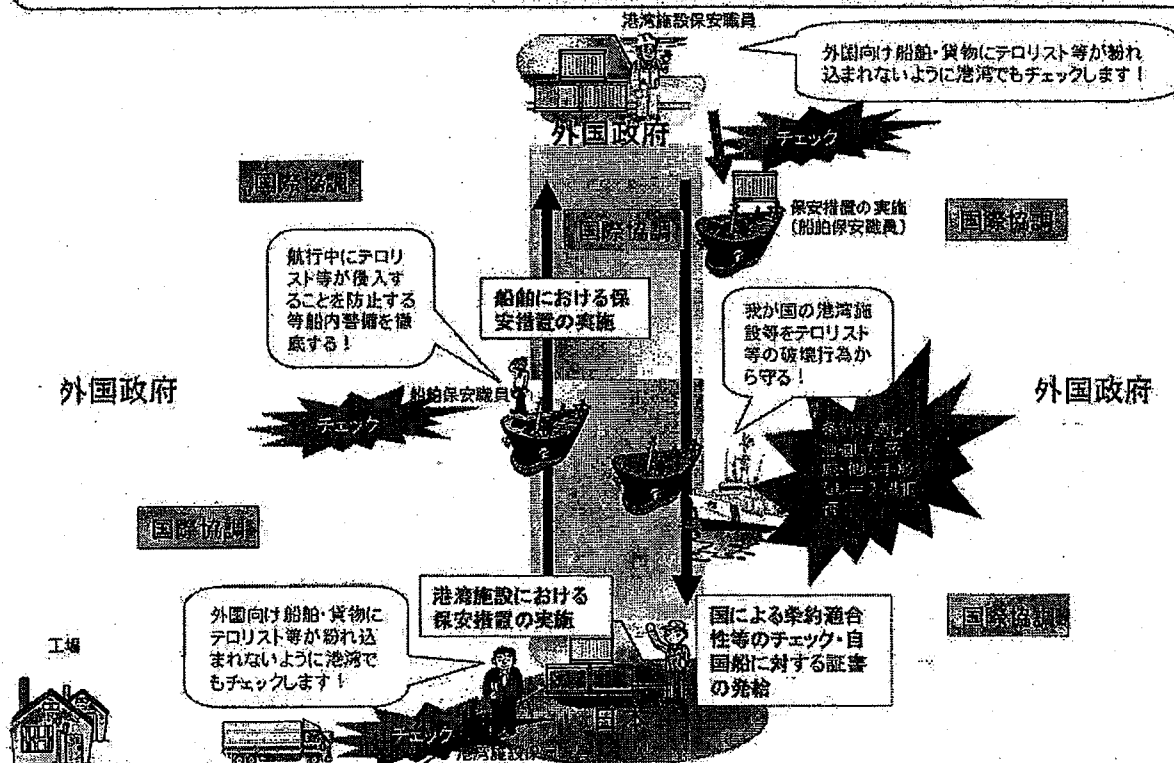 港湾施設保安職員
外国向け船舶・貨物にテロリスト等が紛れ
込まれないように港湾でもチェックします！
外国政府
チェック
国際協調
国際協調
保安措置の実施
（船舶保安職員）
国際協調
航行中にテロリ
スト等が侵入す
ることを防止する
等船内警備を徹
底する！
船舶における保
安措置の実施
我が国の港湾施
設等をテロリスト
等の破壊行為か
ら守る！
外国政府
船舶保安職員
チェック
外国政府
国際協調
港湾施設における
保安措置の実施
国による条約適合
性等のチェック・自
国船に対する証書
の発給
国際協調
外国向け船舶・貨物に
テロリスト等が紛れ込
まれないように港湾で
もチェックします！
工場
チェック
港湾施設保